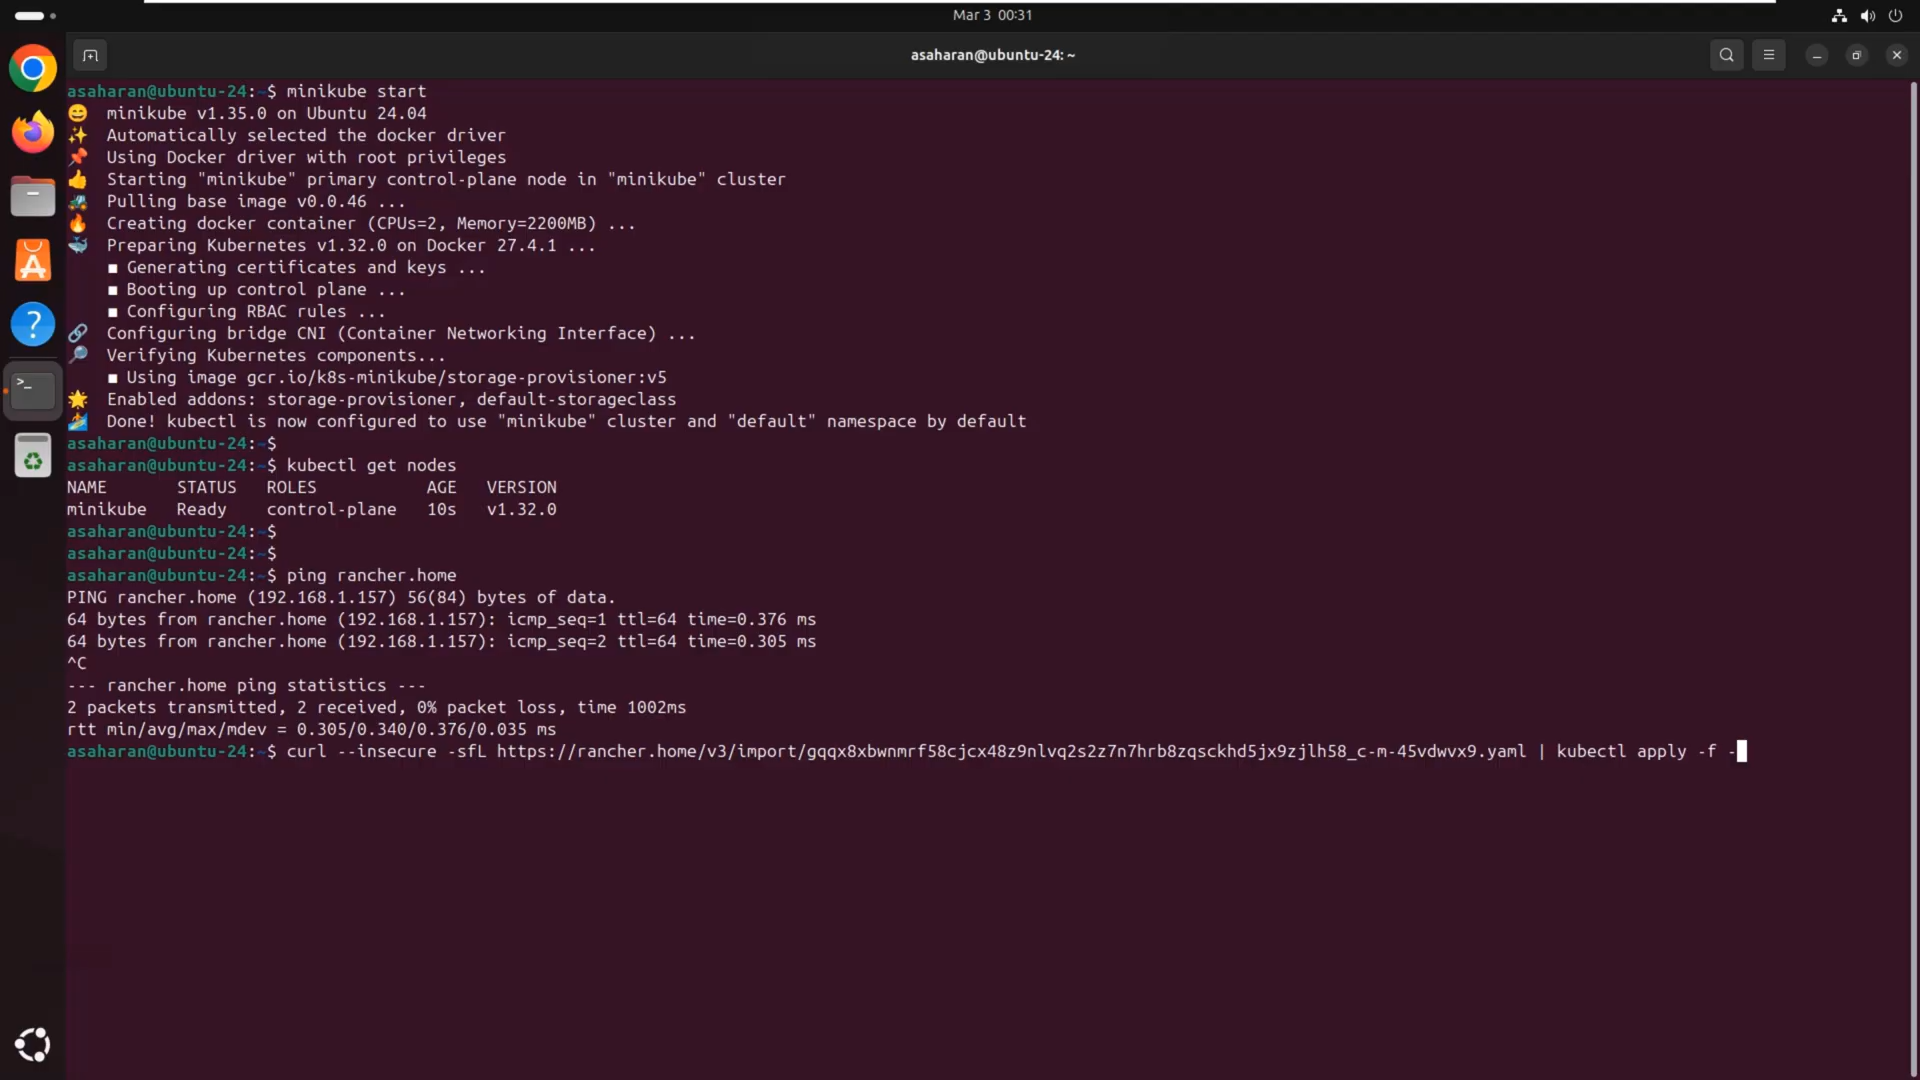 Mar 3 00:31
asaharan@ubuntu-24: ~
asaharan@ubuntu-24:~$ minikube start
😄 minikube v1.35.0 on Ubuntu 24.04
✨ Automatically selected the docker driver
📌 Using Docker driver with root privileges
👍 Starting "minikube" primary control-plane node in "minikube" cluster
🚜 Pulling base image v0.0.46 ...
🔥 Creating docker container (CPUs=2, Memory=2200MB) ...
🐳 Preparing Kubernetes v1.32.0 on Docker 27.4.1 ...
▪ Generating certificates and keys ...
▪ Booting up control plane ...
▪ Configuring RBAC rules ...
🔗 Configuring bridge CNI (Container Networking Interface) ...
🔎 Verifying Kubernetes components...
▪ Using image gcr.io/k8s-minikube/storage-provisioner:v5
🌟 Enabled addons: storage-provisioner, default-storageclass
🏄 Done! kubectl is now configured to use "minikube" cluster and "default" namespace by default
asaharan@ubuntu-24:~$
asaharan@ubuntu-24:~$ kubectl get nodes
NAME STATUS ROLES AGE VERSION
minikube Ready control-plane 10s v1.32.0
asaharan@ubuntu-24:~$
asaharan@ubuntu-24:~$
asaharan@ubuntu-24:~$ ping rancher.home
PING rancher.home (192.168.1.157) 56(84) bytes of data.
64 bytes from rancher.home (192.168.1.157): icmp_seq=1 ttl=64 time=0.376 ms
64 bytes from rancher.home (192.168.1.157): icmp_seq=2 ttl=64 time=0.305 ms
^C
--- rancher.home ping statistics ---
2 packets transmitted, 2 received, 0% packet loss, time 1002ms
rtt min/avg/max/mdev = 0.305/0.340/0.376/0.035 ms
asaharan@ubuntu-24:~$ curl --insecure -sfL https://rancher.home/v3/import/gqqx8xbwnmrf58cjcx48z9nlvq2s2z7n7hrb8zqsckhd5jx9zjlh58_c-m-45vdwvx9.yaml | kubectl apply -f -